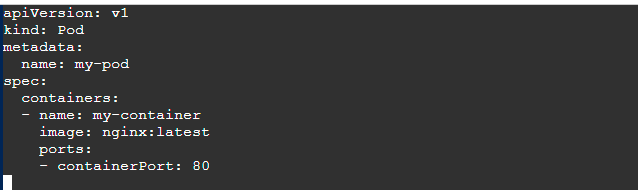 apiVersion: v1
kind: Pod
metadata:
  name: my-pod
spec:
  containers:
  - name: my-container
    image: nginx:latest
    ports:
    - containerPort: 80